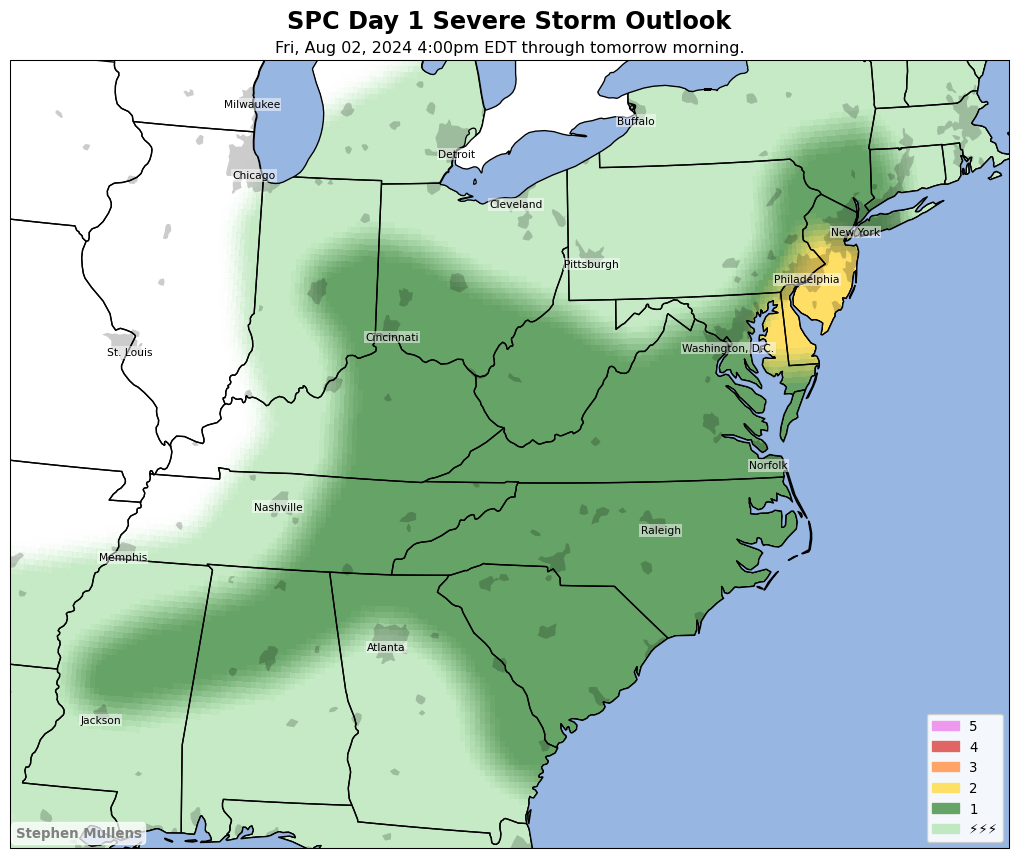 SPC Day 1 Severe Storm Outlook
Fri, Aug 02, 2024 4:00pm EDT through tomorrow morning.
Milwaukee
Buffalo
Detroit
Chicago
Cleveland
New York
Pittsburgh
Philadelphia
Cincinnati
Washington, D.C.
St. Louis
Norfolk
Nashville
Raleigh
Memphis
Atlanta
Jackson
5
4
3
2
1
⚡⚡⚡
Stephen Mullens